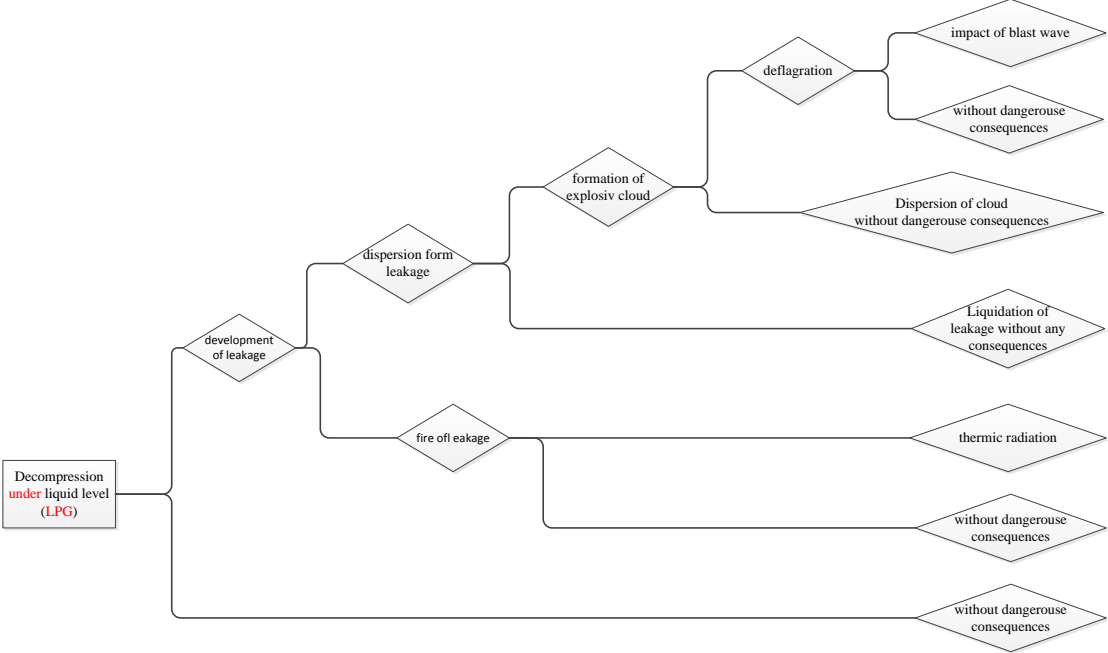 impact of blast wave
deflagration
without dangerouse
consequences
formation of
explosiv cloud
Dispersion of cloud
without dangerouse consequences
dispersion form
leakage
Liquidation of
leakage without any
consequences
development
of leakage
fire ofl eakage
thermic radiation
Decompression
under liquid level
(LPG)
without dangerouse
consequences
without dangerouse
consequences